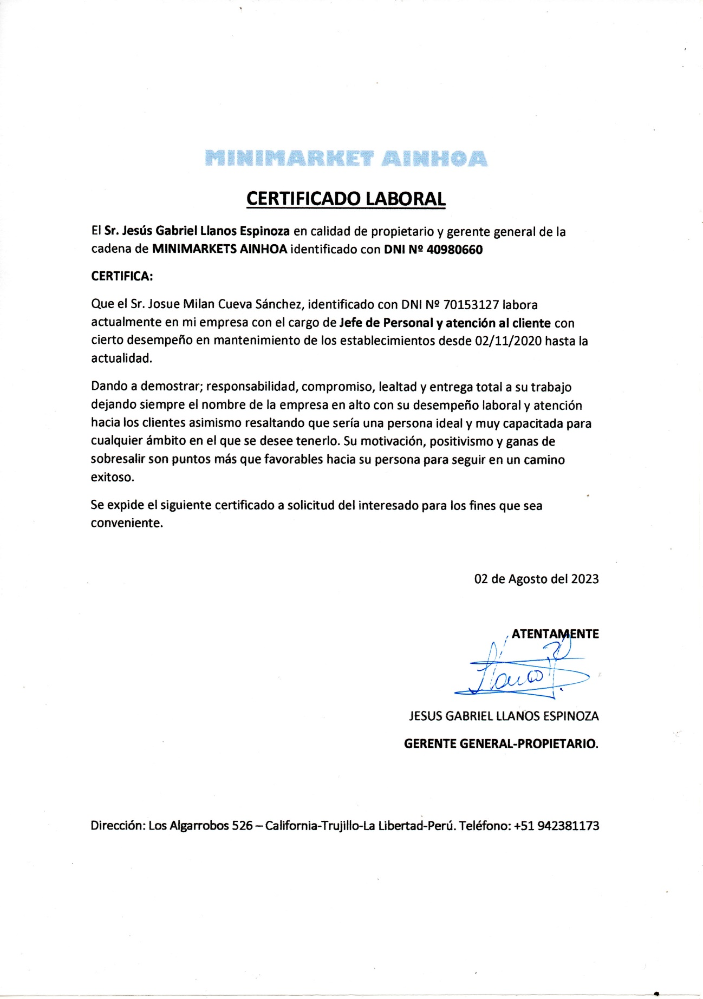 MINIMARKET AINHOA
CERTIFICADO LABORAL
El Sr. Jesús Gabriel Llanos Espinoza en calidad de propietario y gerente general de la
cadena de MINIMARKETS AINHOA identificado con DNI Nº 40980660
CERTIFICA:
Que el Sr. Josue Milan Cueva Sánchez, identificado con DNI Nº 70153127 labora
actualmente en mi empresa con el cargo de Jefe de Personal y atención al cliente con
cierto desempeño en mantenimiento de los establecimientos desde 02/11/2020 hasta la
actualidad.
Dando a demostrar; responsabilidad, compromiso, lealtad y entrega total a su trabajo
dejando siempre el nombre de la empresa en alto con su desempeño laboral y atención
hacia los clientes asimismo resaltando que sería una persona ideal y muy capacitada para
cualquier ámbito en el que se desee tenerlo. Su motivación, positivismo y ganas de
sobresalir son puntos más que favorables hacia su persona para seguir en un camino
exitoso.
Se expide el siguiente certificado a solicitud del interesado para los fines que sea
conveniente.
02 de Agosto del 2023
ATENTAMENTE
JESUS GABRIEL LLANOS ESPINOZA
GERENTE GENERAL-PROPIETARIO.
Dirección: Los Algarrobos 526 – California-Trujillo-La Libertad-Perú. Teléfono: +51 942381173